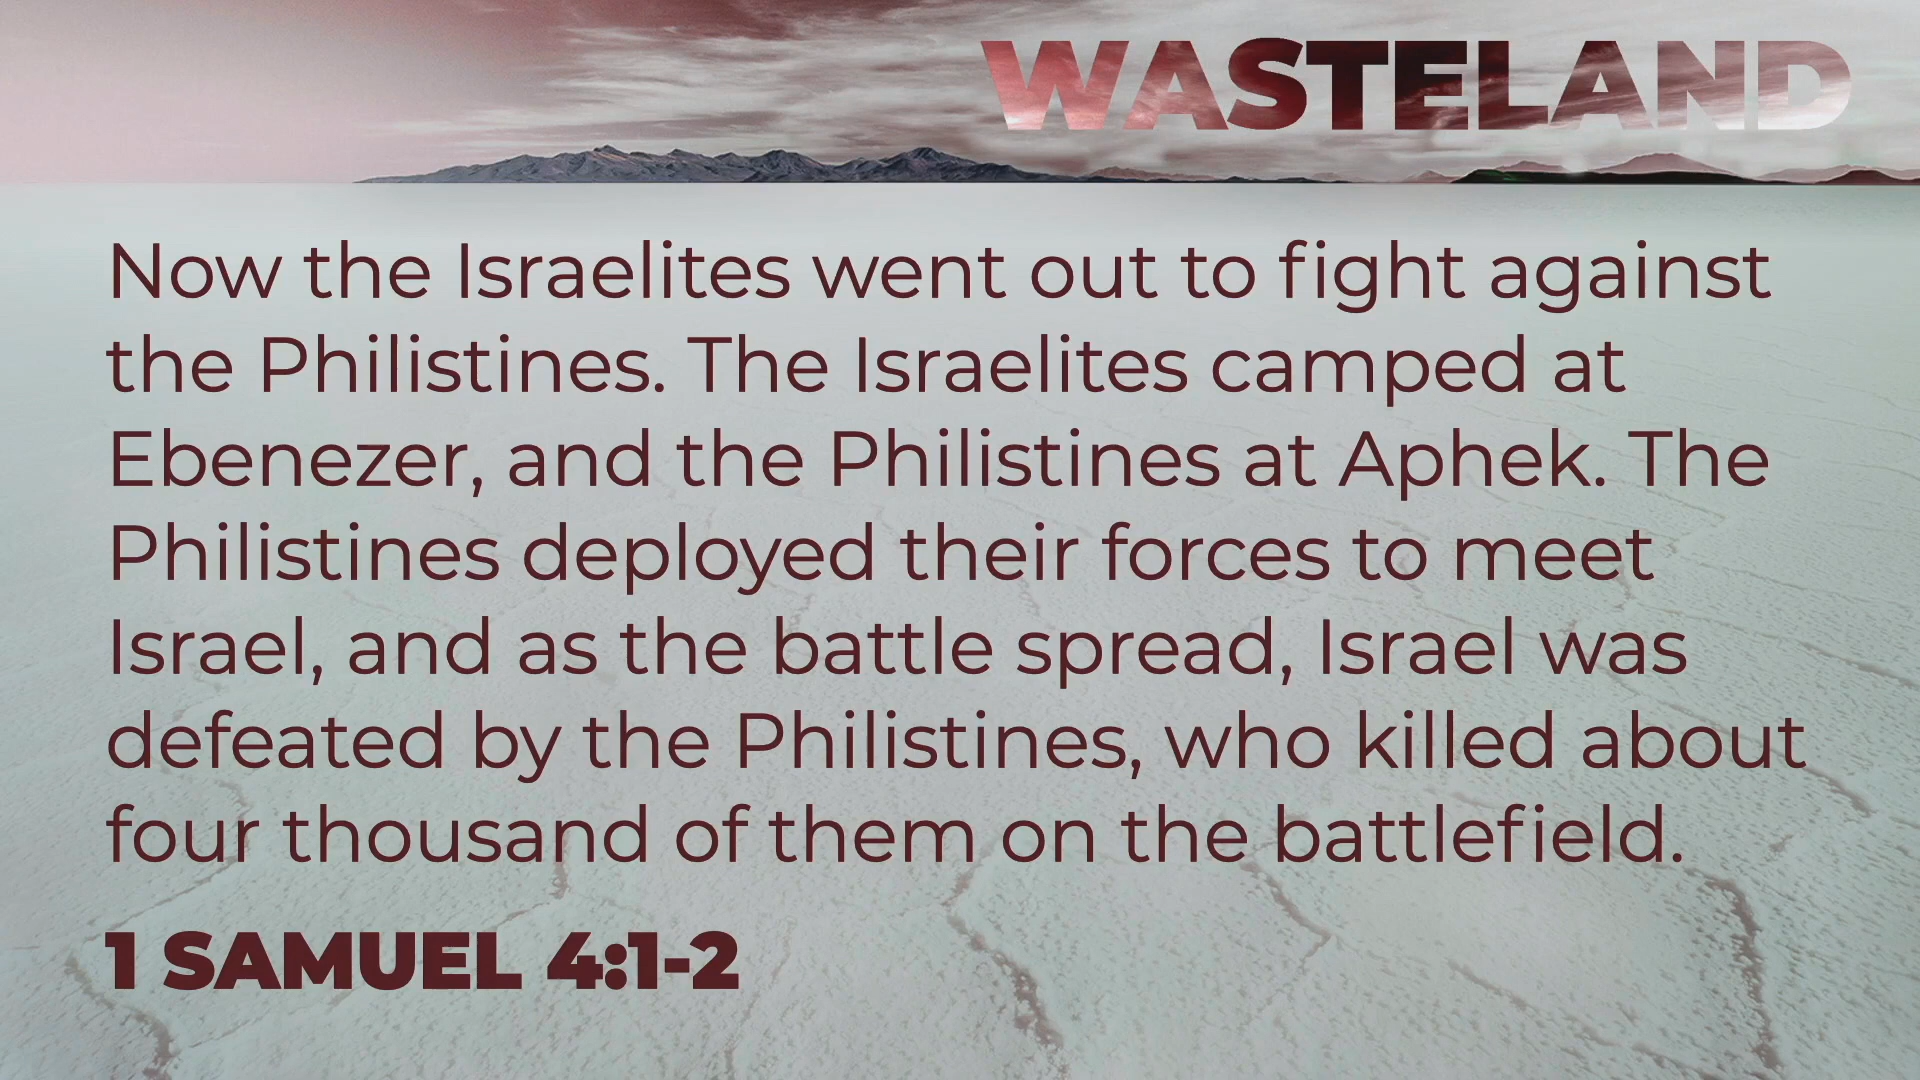 WASTELAND
Now the Israelites went out to fight against
the Philistines. The Israelites camped at
Ebenezer, and the Philistines at Aphek. The
Philistines deployed their forces to meet
Israel, and as the battle spread, Israel was
defeated by the Philistines, who killed about
four thousand of them on the battlefield.
1 SAMUEL 4:1-2